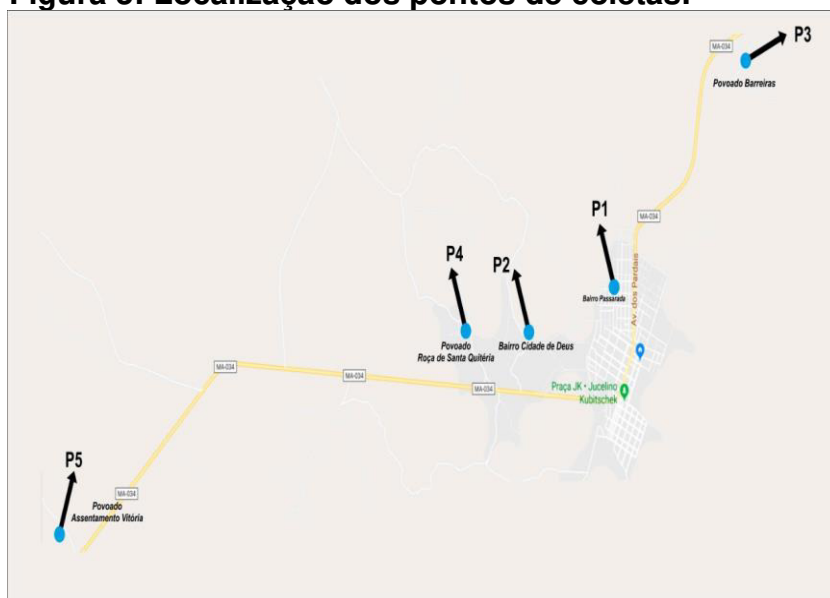 Figura 3: Localização dos pontos de coletas.
MA-034
P3
Povoado Barreiras
MA-034
P1
P4
P2
Bairro Passarada
Av. dos Pardais
Povoado
Roça de Santa Quitéria
Bairro Cidade de Deus
MA-034
MA-034
MA-034
Praça JK • Jucelino
Kubitschek
P5
MA-034
Povoado
Assentamento Vitória